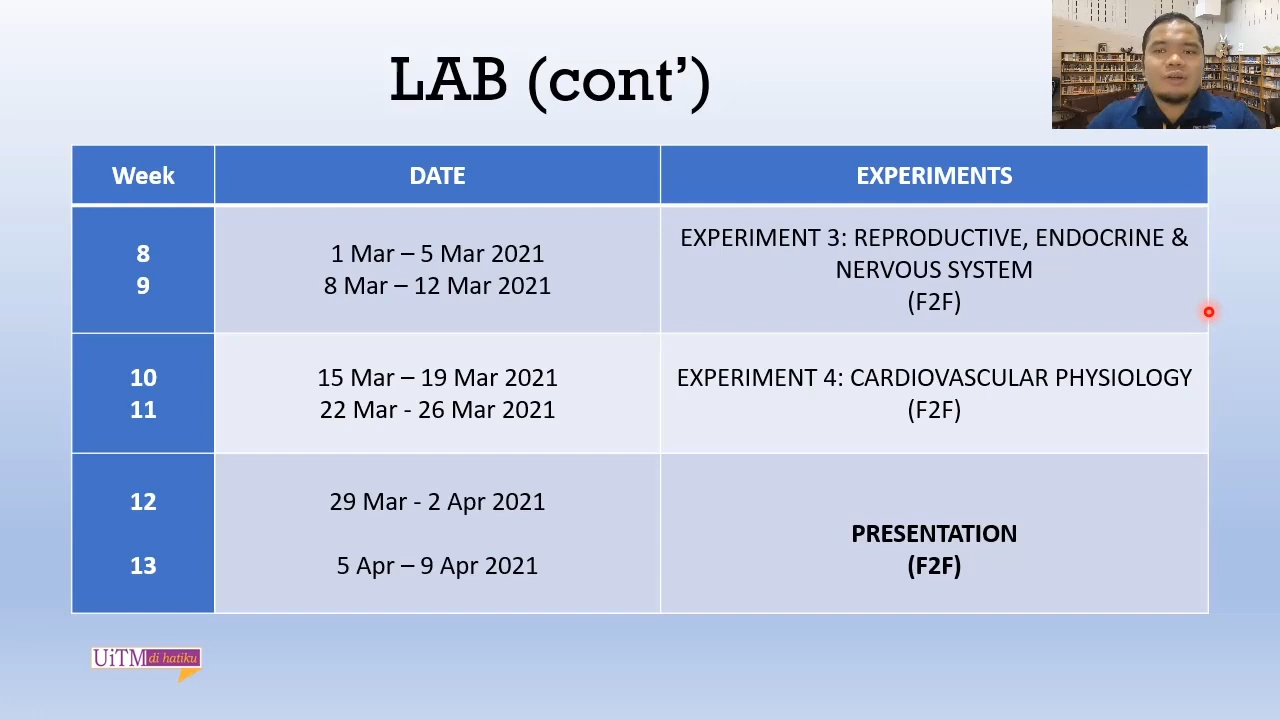 LAB (cont’)
Week DATE EXPERIMENTS
8
9
1 Mar – 5 Mar 2021
8 Mar – 12 Mar 2021
EXPERIMENT 3: REPRODUCTIVE, ENDOCRINE &
NERVOUS SYSTEM
(F2F)
10
11
15 Mar – 19 Mar 2021
22 Mar - 26 Mar 2021
EXPERIMENT 4: CARDIOVASCULAR PHYSIOLOGY
(F2F)
12
13
29 Mar - 2 Apr 2021
5 Apr – 9 Apr 2021
PRESENTATION
(F2F)
UiTM di hatiku